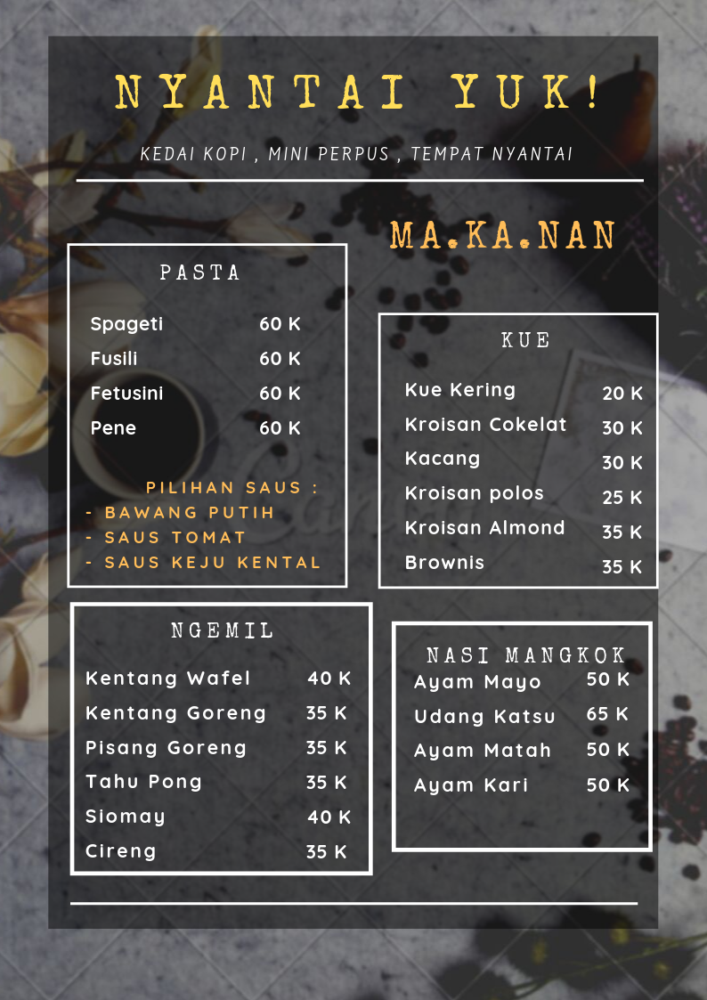 NYANTAI YUK!
KEDAI KOPI , MINI PERPUS , TEMPAT NYANTAI
MA.KA.NAN
PASTA
Spageti 60 K
Fusili 60 K
Fetusini 60 K
Pene 60 K
PILIHAN SAUS :
- BAWANG PUTIH
- SAUS TOMAT
- SAUS KEJU KENTAL
KUE
Kue Kering 20 K
Kroisan Cokelat 30 K
Kacang 30 K
Kroisan polos 25 K
Kroisan Almond 35 K
Brownis 35 K
NGEMIL
Kentang Wafel 40 K
Kentang Goreng 35 K
Pisang Goreng 35 K
Tahu Pong 35 K
Siomay 40 K
Cireng 35 K
NASI MANGKOK
Ayam Mayo 50 K
Udang Katsu 65 K
Ayam Matah 50 K
Ayam Kari 50 K